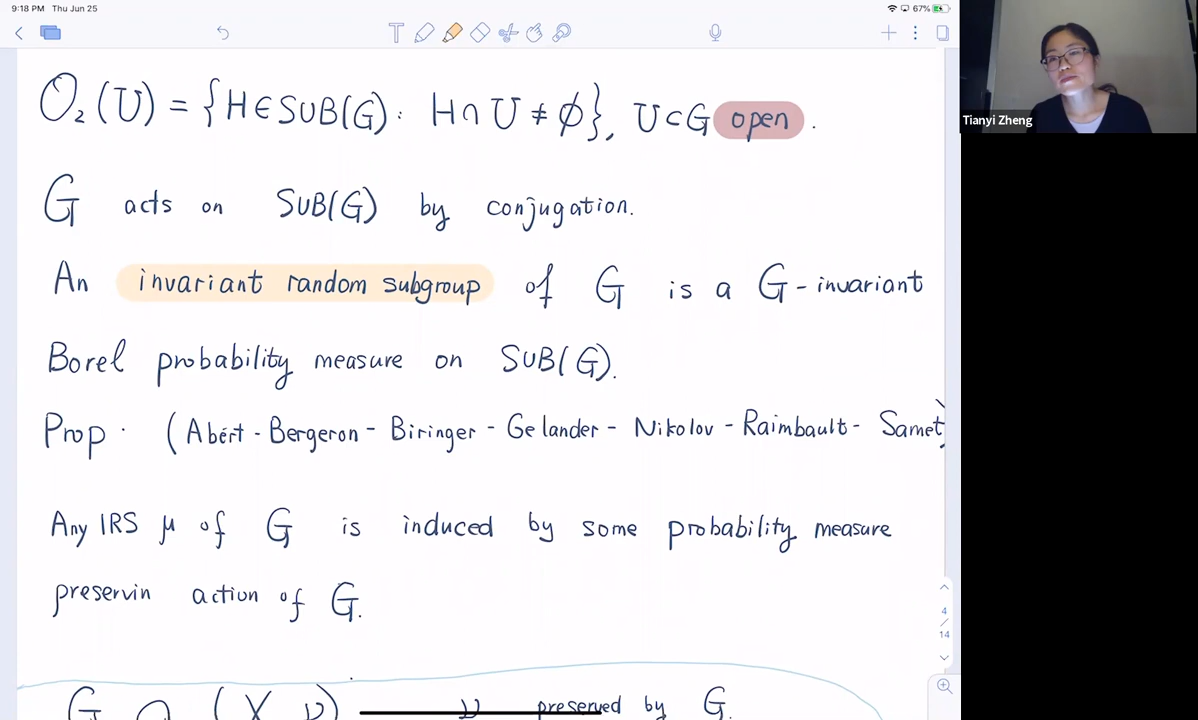 9:18 PM Thu Jun 25
67%
O₂(U) = {H∈SUB(G): H∩U ≠ ∅}, U⊂G open.
G acts on SUB(G) by conjugation.
An invariant random subgroup of G is a G-invariant
Borel probability measure on SUB(G).
Prop. (Abért - Bergeron - Biringer - Gelander - Nikolov - Raimbault - Samet)
Any IRS μ of G is induced by some probability measure
preservin action of G.
G ↷ (X, ν) ν preserved by G.
4
/
14
Tianyi Zheng